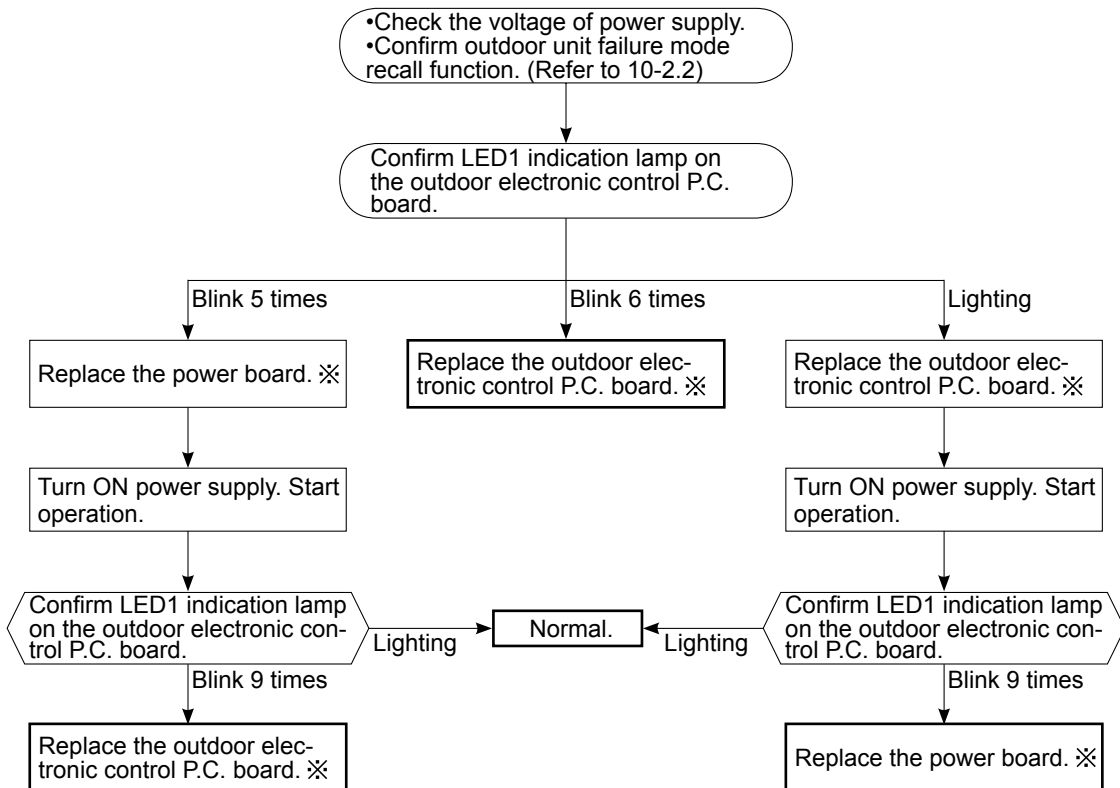 •Check the voltage of power supply.
•Confirm outdoor unit failure mode
recall function. (Refer to 10-2.2)
Confirm LED1 indication lamp on
the outdoor electronic control P.C.
board.
Blink 5 times
Blink 6 times
Lighting
Replace the power board. ※
Replace the outdoor elec-
tronic control P.C. board. ※
Replace the outdoor elec-
tronic control P.C. board. ※
Turn ON power supply. Start
operation.
Turn ON power supply. Start
operation.
Confirm LED1 indication lamp
on the outdoor electronic con-
trol P.C. board.
Lighting
Normal.
Lighting
Confirm LED1 indication lamp
on the outdoor electronic con-
trol P.C. board.
Blink 9 times
Blink 9 times
Replace the outdoor elec-
tronic control P.C. board. ※
Replace the power board. ※